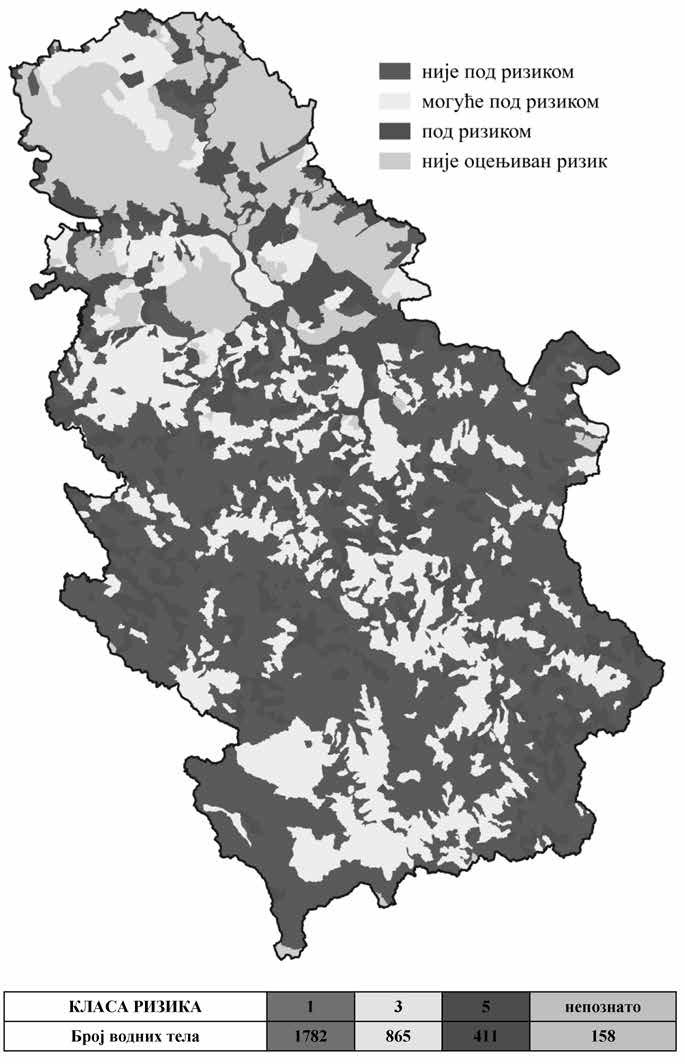 није под ризиком
могуће под ризиком
под ризиком
није оцењиван ризик
КЛАСА РИЗИКА 1 3 5 непознато
Број водних тела 1782 865 411 158